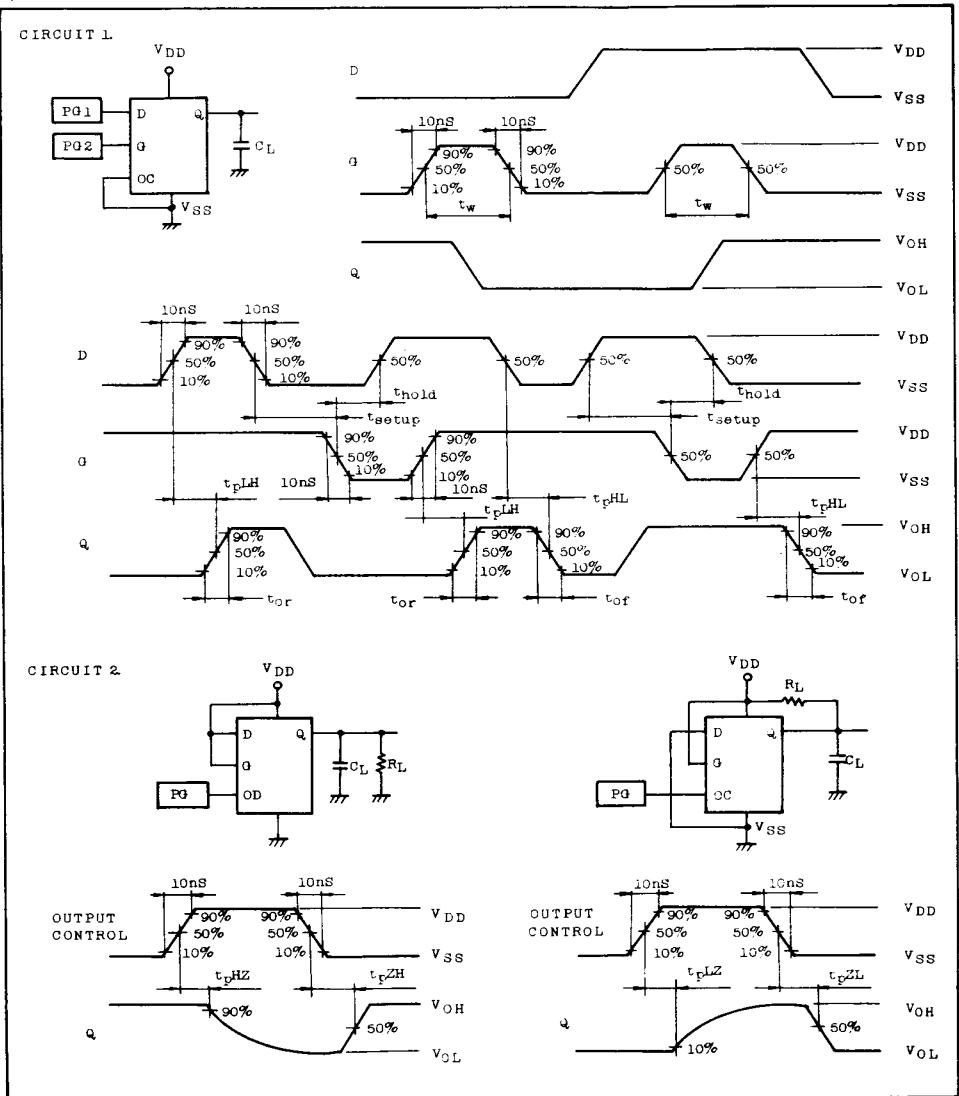 CIRCUIT 1
VDD
PG1 D Q
PG2 G CL
OC
VSS
D VDD
VSS
10nS 10nS
G 90% 90% VDD
50% 50% 50% 50%
10% 10% VSS
tw tw
Q VOH
VOL
10nS 10nS
D 90% 90% VDD
50% 50% 50% 50% 50% 50%
10% 10% VSS
thold thold
tsetup tsetup
G 90% 90% VDD
50% 50% 50% 50%
10% 10% VSS
10nS 10nS
tpLH tpLH tpHL tpHL
Q 90% 90% 90% 90% VOH
50% 50% 50% 50%
10% 10% 10% 10% VOL
tor tor tof tof
CIRCUIT 2
VDD
D Q
G CL RL
PG OD
VDD
RL
D Q
G CL
PG OC
VSS
10nS 10nS
OUTPUT CONTROL 90% 90% VDD
50% 50%
10% 10% VSS
tpHZ tpZH
Q 90% VOH
50%
VOL
10nS 10nS
OUTPUT CONTROL 90% 90% VDD
50% 50%
10% 10% VSS
tpLZ tpZL
Q VOH
50%
10% VOL